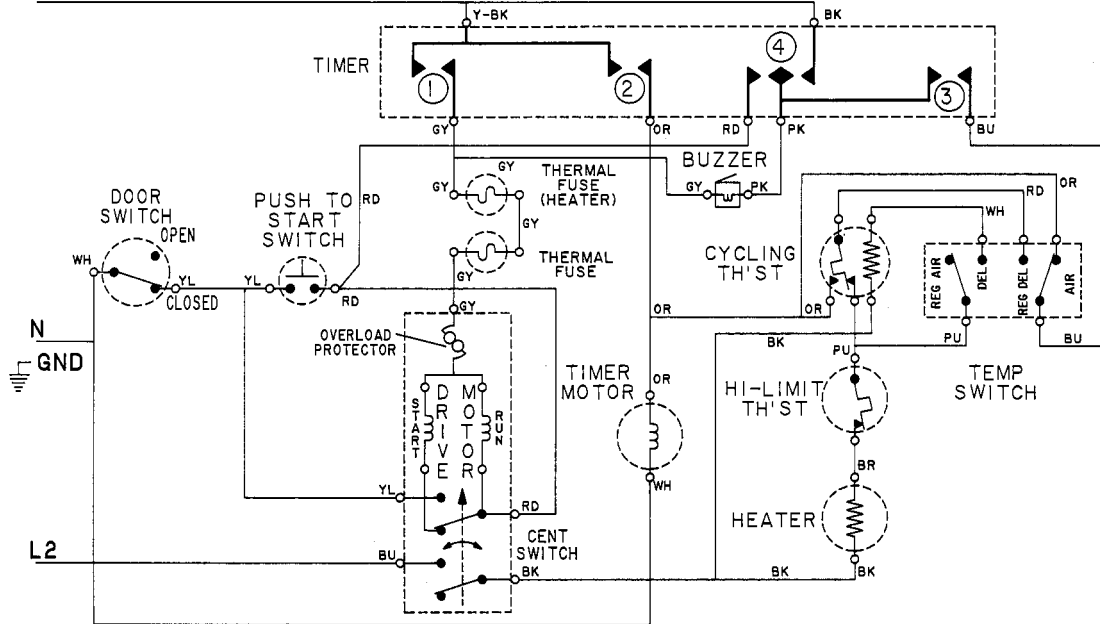 Y-BK
BK
TIMER
1
2
4
3
GY
OR
RD
PK
BU
BUZZER
GY
PK
GY
THERMAL
FUSE
(HEATER)
GY
GY
THERMAL
FUSE
GY
GY
DOOR
SWITCH
OPEN
WH
YL
CLOSED
PUSH TO
START
SWITCH
RD
YL
RD
OR
RD
WH
CYCLING
TH'ST
REG AIR
DEL
REG DEL
AIR
OR
OR
BK
PU
PU
BU
TEMP
SWITCH
N
GND
OVERLOAD
PROTECTOR
START
DRIVE
MOTOR
RUN
TIMER
MOTOR
OR
WH
HI-LIMIT
TH'ST
BR
HEATER
YL
RD
CENT
SWITCH
L2
BU
BK
BK
BK